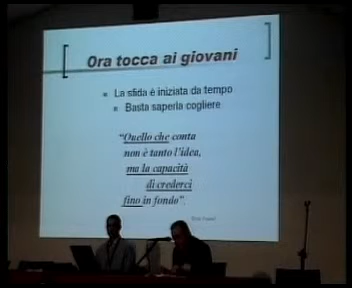 Ora tocca ai giovani
La sfida è iniziata da tempo
Basta saperla cogliere
"Quello che conta
non è tanto l'idea,
ma la capacità
di crederci
fino in fondo".